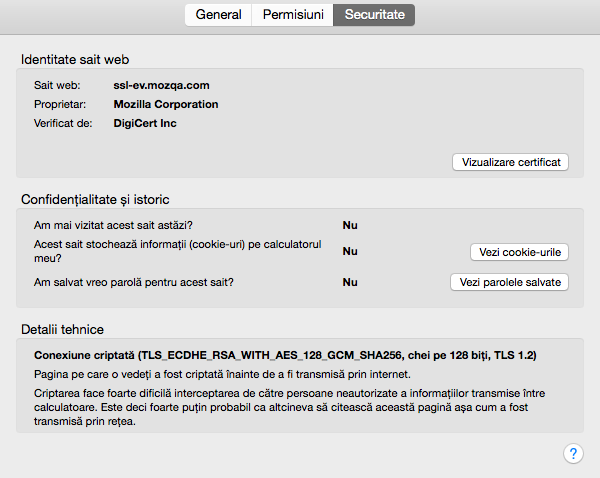 General Permisiuni Securitate
Identitate sait web
Sait web: ssl-ev.mozqa.com
Proprietar: Mozilla Corporation
Verificat de: DigiCert Inc
Vizualizare certificat
Confidențialitate și istoric
Am mai vizitat acest sait astăzi? Nu
Acest sait stochează informații (cookie-uri) pe calculatorul
meu? Nu Vezi cookie-urile
Am salvat vreo parolă pentru acest sait? Nu Vezi parolele salvate
Detalii tehnice
Conexiune criptată (TLS_ECDHE_RSA_WITH_AES_128_GCM_SHA256, chei pe 128 biți, TLS 1.2)
Pagina pe care o vedeți a fost criptată înainte de a fi transmisă prin internet.
Criptarea face foarte dificilă interceptarea de către persoane neautorizate a informațiilor transmise între
calculatoare. Este deci foarte puțin probabil ca altcineva să citească această pagină așa cum a fost
transmisă prin rețea.
?